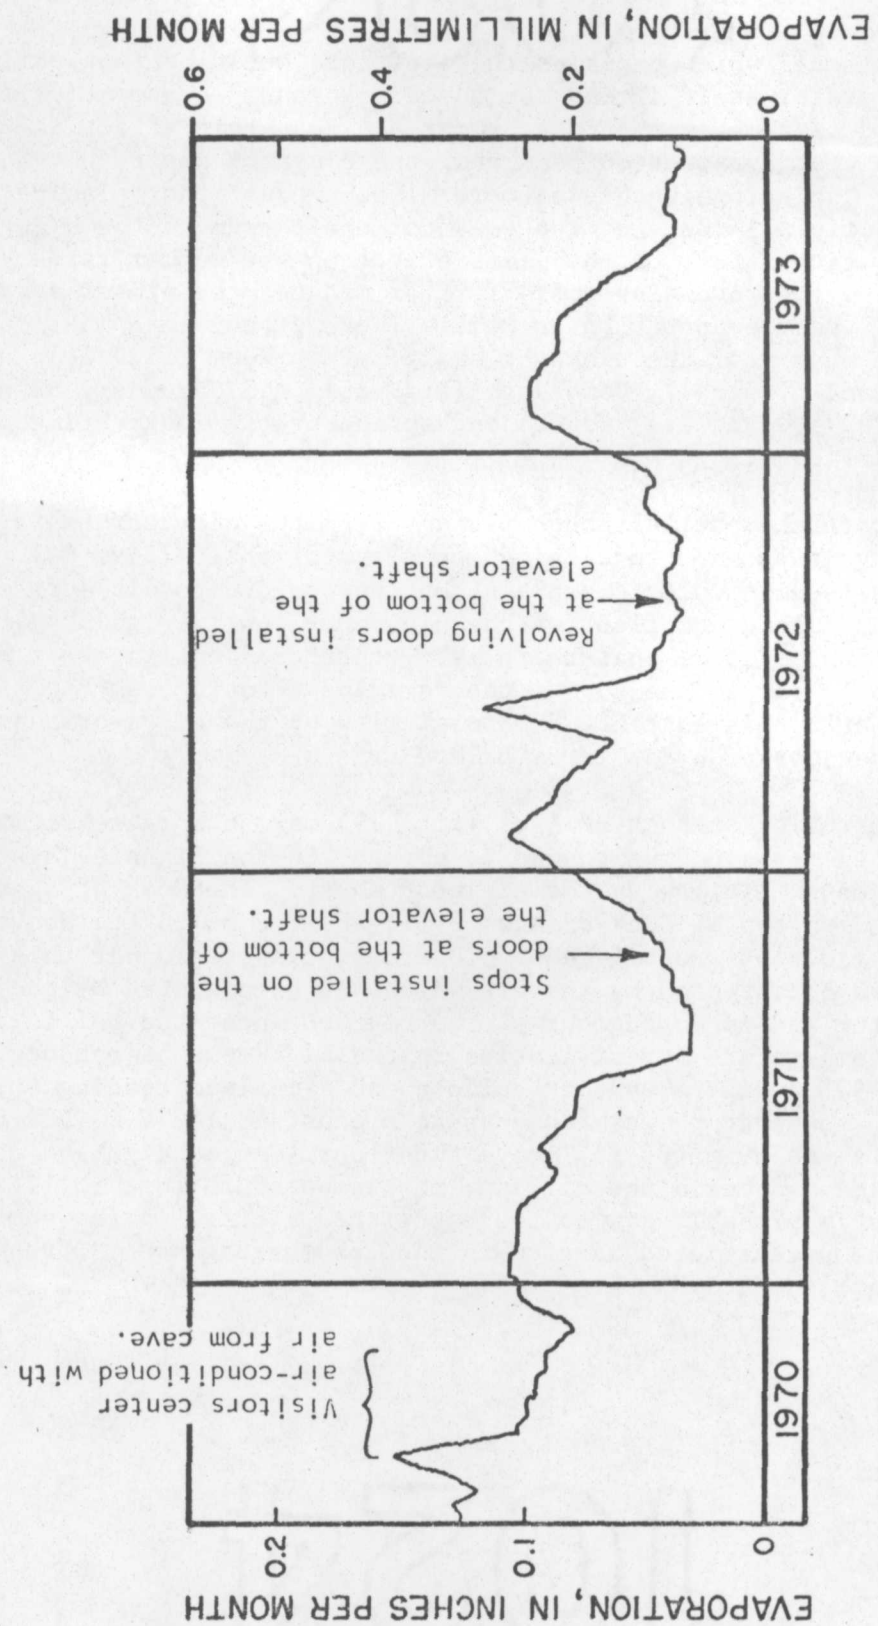 EVAPORATION, IN MILLIMETRES PER MONTH
0.6
0.4
0.2
0
Visitors center
air-conditioned with
air from cave.
Stops installed on the
doors at the bottom of
the elevator shaft.
Revolving doors installed
at the bottom of the
elevator shaft.
1970
1971
1972
1973
0.2
0.1
0
EVAPORATION, IN INCHES PER MONTH